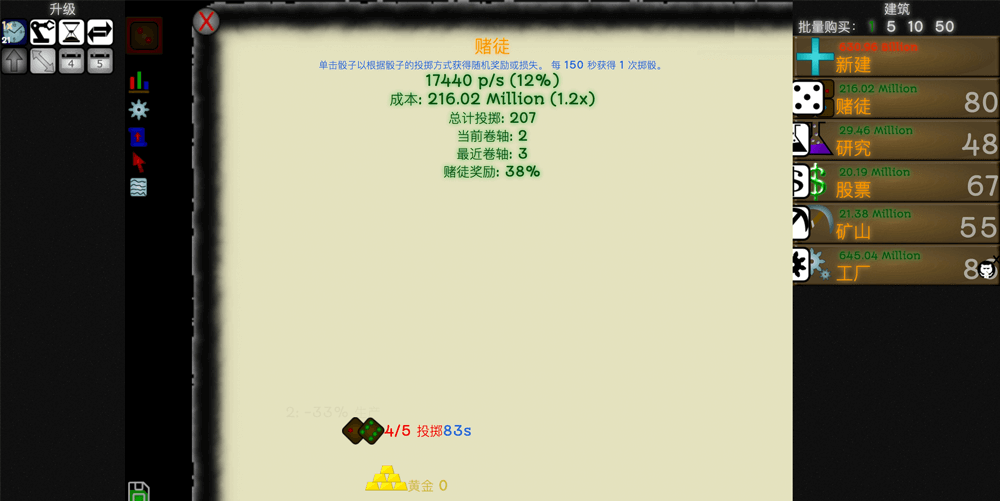 升级
1x
21
4
5
X
赌徒
单击骰子以根据骰子的投掷方式获得随机奖励或损失。 每 150 秒获得 1 次掷骰。
17440 p/s (12%)
成本: 216.02 Million (1.2x)
总计投掷: 207
当前卷轴: 2
最近卷轴: 3
赌徒奖励: 38%
2: -33%
4/5 投掷83s
黄金 0
建筑
批量购买: 1 5 10 50
新建
216.02 Million
赌徒
80
29.46 Million
研究
48
20.19 Million
股票
67
21.38 Million
矿山
55
645.04 Million
工厂